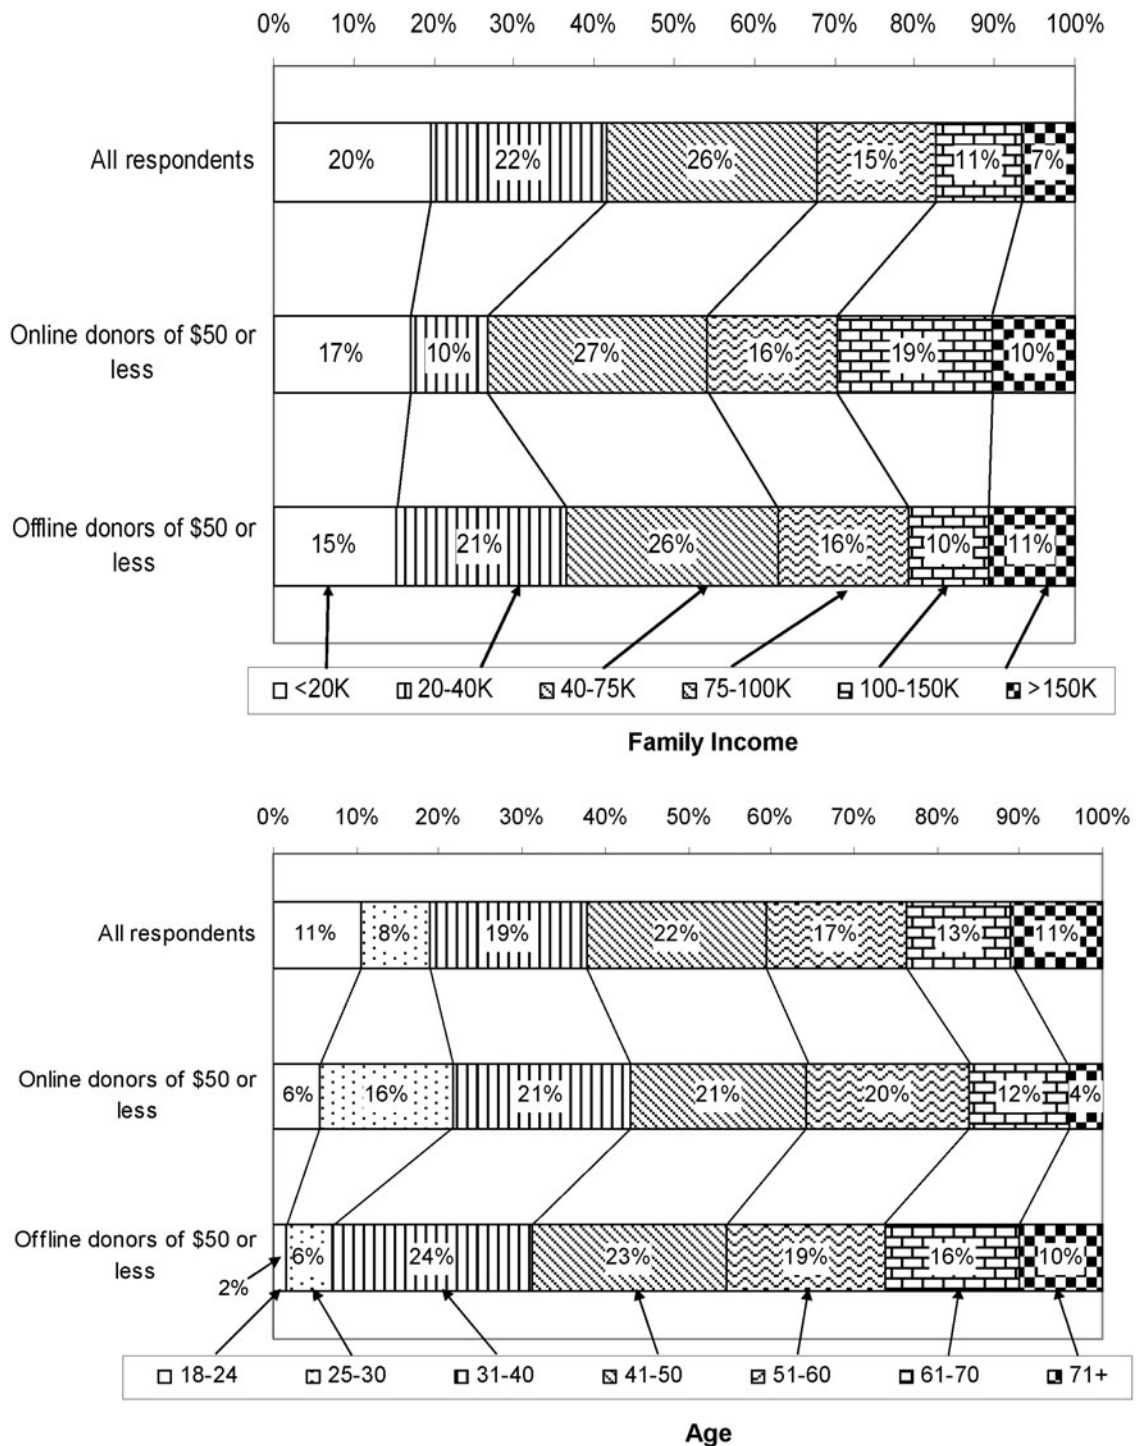 0% 10% 20% 30% 40% 50% 60% 70% 80% 90% 100%
All respondents 20% 22% 26% 15% 11% 7%
Online donors of $50 or
less
17% 10% 27% 16% 19% 10%
Offline donors of $50 or
less
15% 21% 26% 16% 10% 11%
<20K 20-40K 40-75K 75-100K 100-150K >150K
Family Income
0% 10% 20% 30% 40% 50% 60% 70% 80% 90% 100%
All respondents 11% 8% 19% 22% 17% 13% 11%
Online donors of $50 or
less
6% 16% 21% 21% 20% 12% 4%
Offline donors of $50 or
less
2% 6% 24% 23% 19% 16% 10%
18-24 25-30 31-40 41-50 51-60 61-70 71+
Age